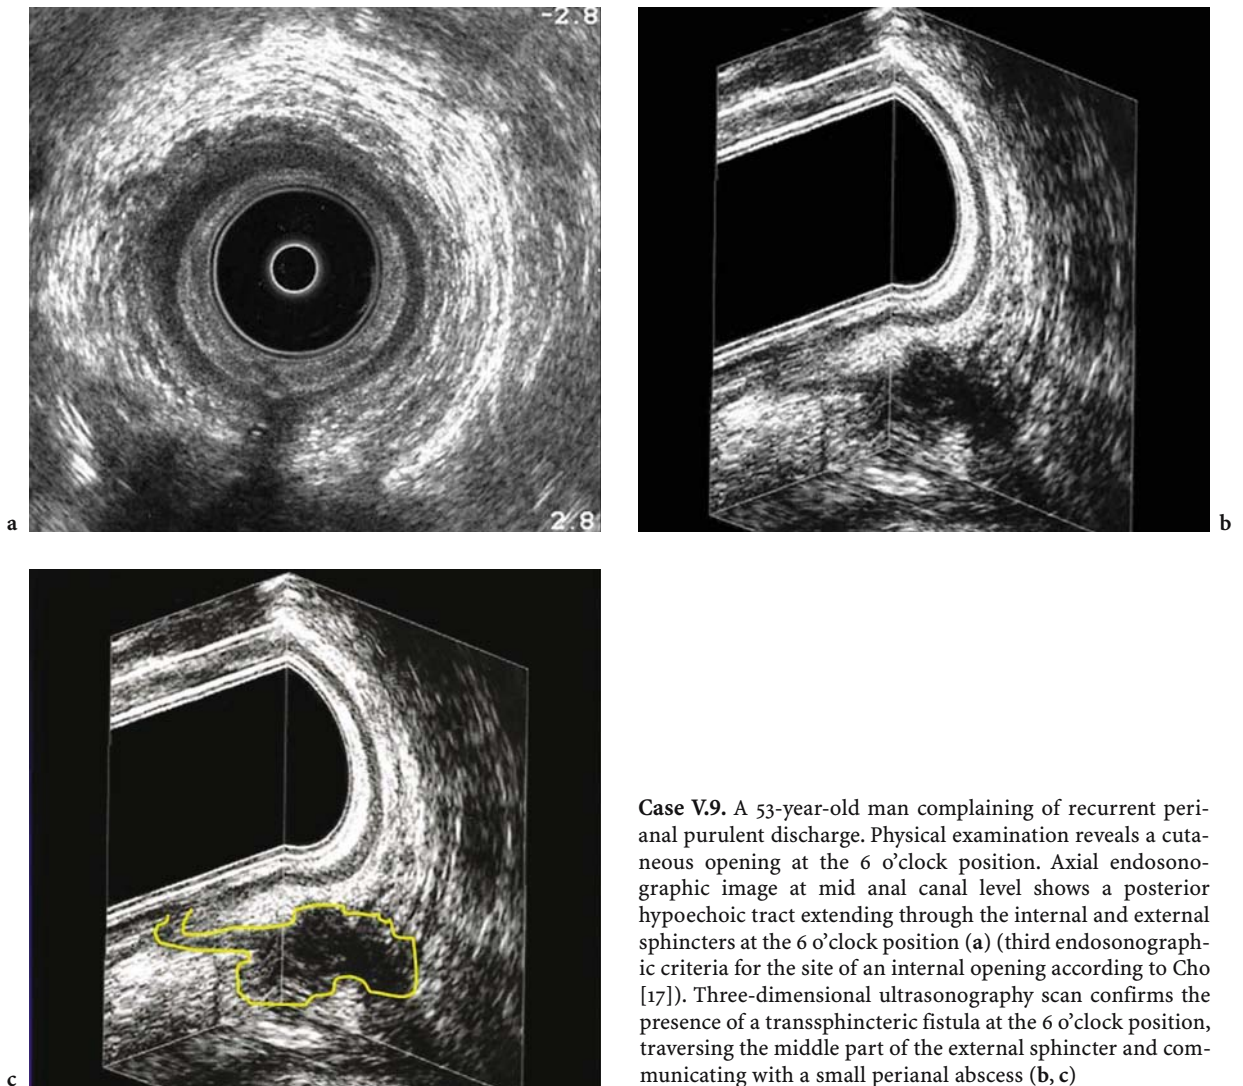 -2.8
2.8
a
b
c
Case V.9. A 53-year-old man complaining of recurrent peri-
anal purulent discharge. Physical examination reveals a cuta-
neous opening at the 6 o'clock position. Axial endosono-
graphic image at mid anal canal level shows a posterior
hypoechoic tract extending through the internal and external
sphincters at the 6 o'clock position (a) (third endosonograph-
ic criteria for the site of an internal opening according to Cho
[17]). Three-dimensional ultrasonography scan confirms the
presence of a transsphincteric fistula at the 6 o'clock position,
traversing the middle part of the external sphincter and com-
municating with a small perianal abscess (b, c)